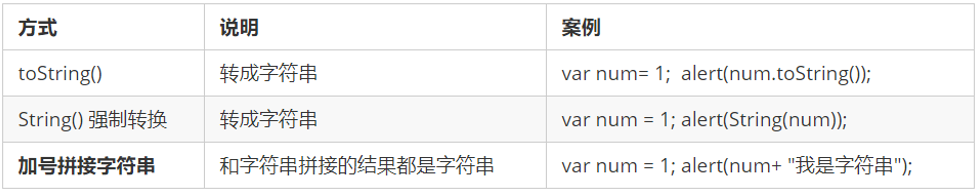 方式 说明 案例
toString() 转成字符串 var num= 1; alert(num.toString());
String() 强制转换 转成字符串 var num = 1; alert(String(num));
加号拼接字符串 和字符串拼接的结果都是字符串 var num = 1; alert(num+ "我是字符串");